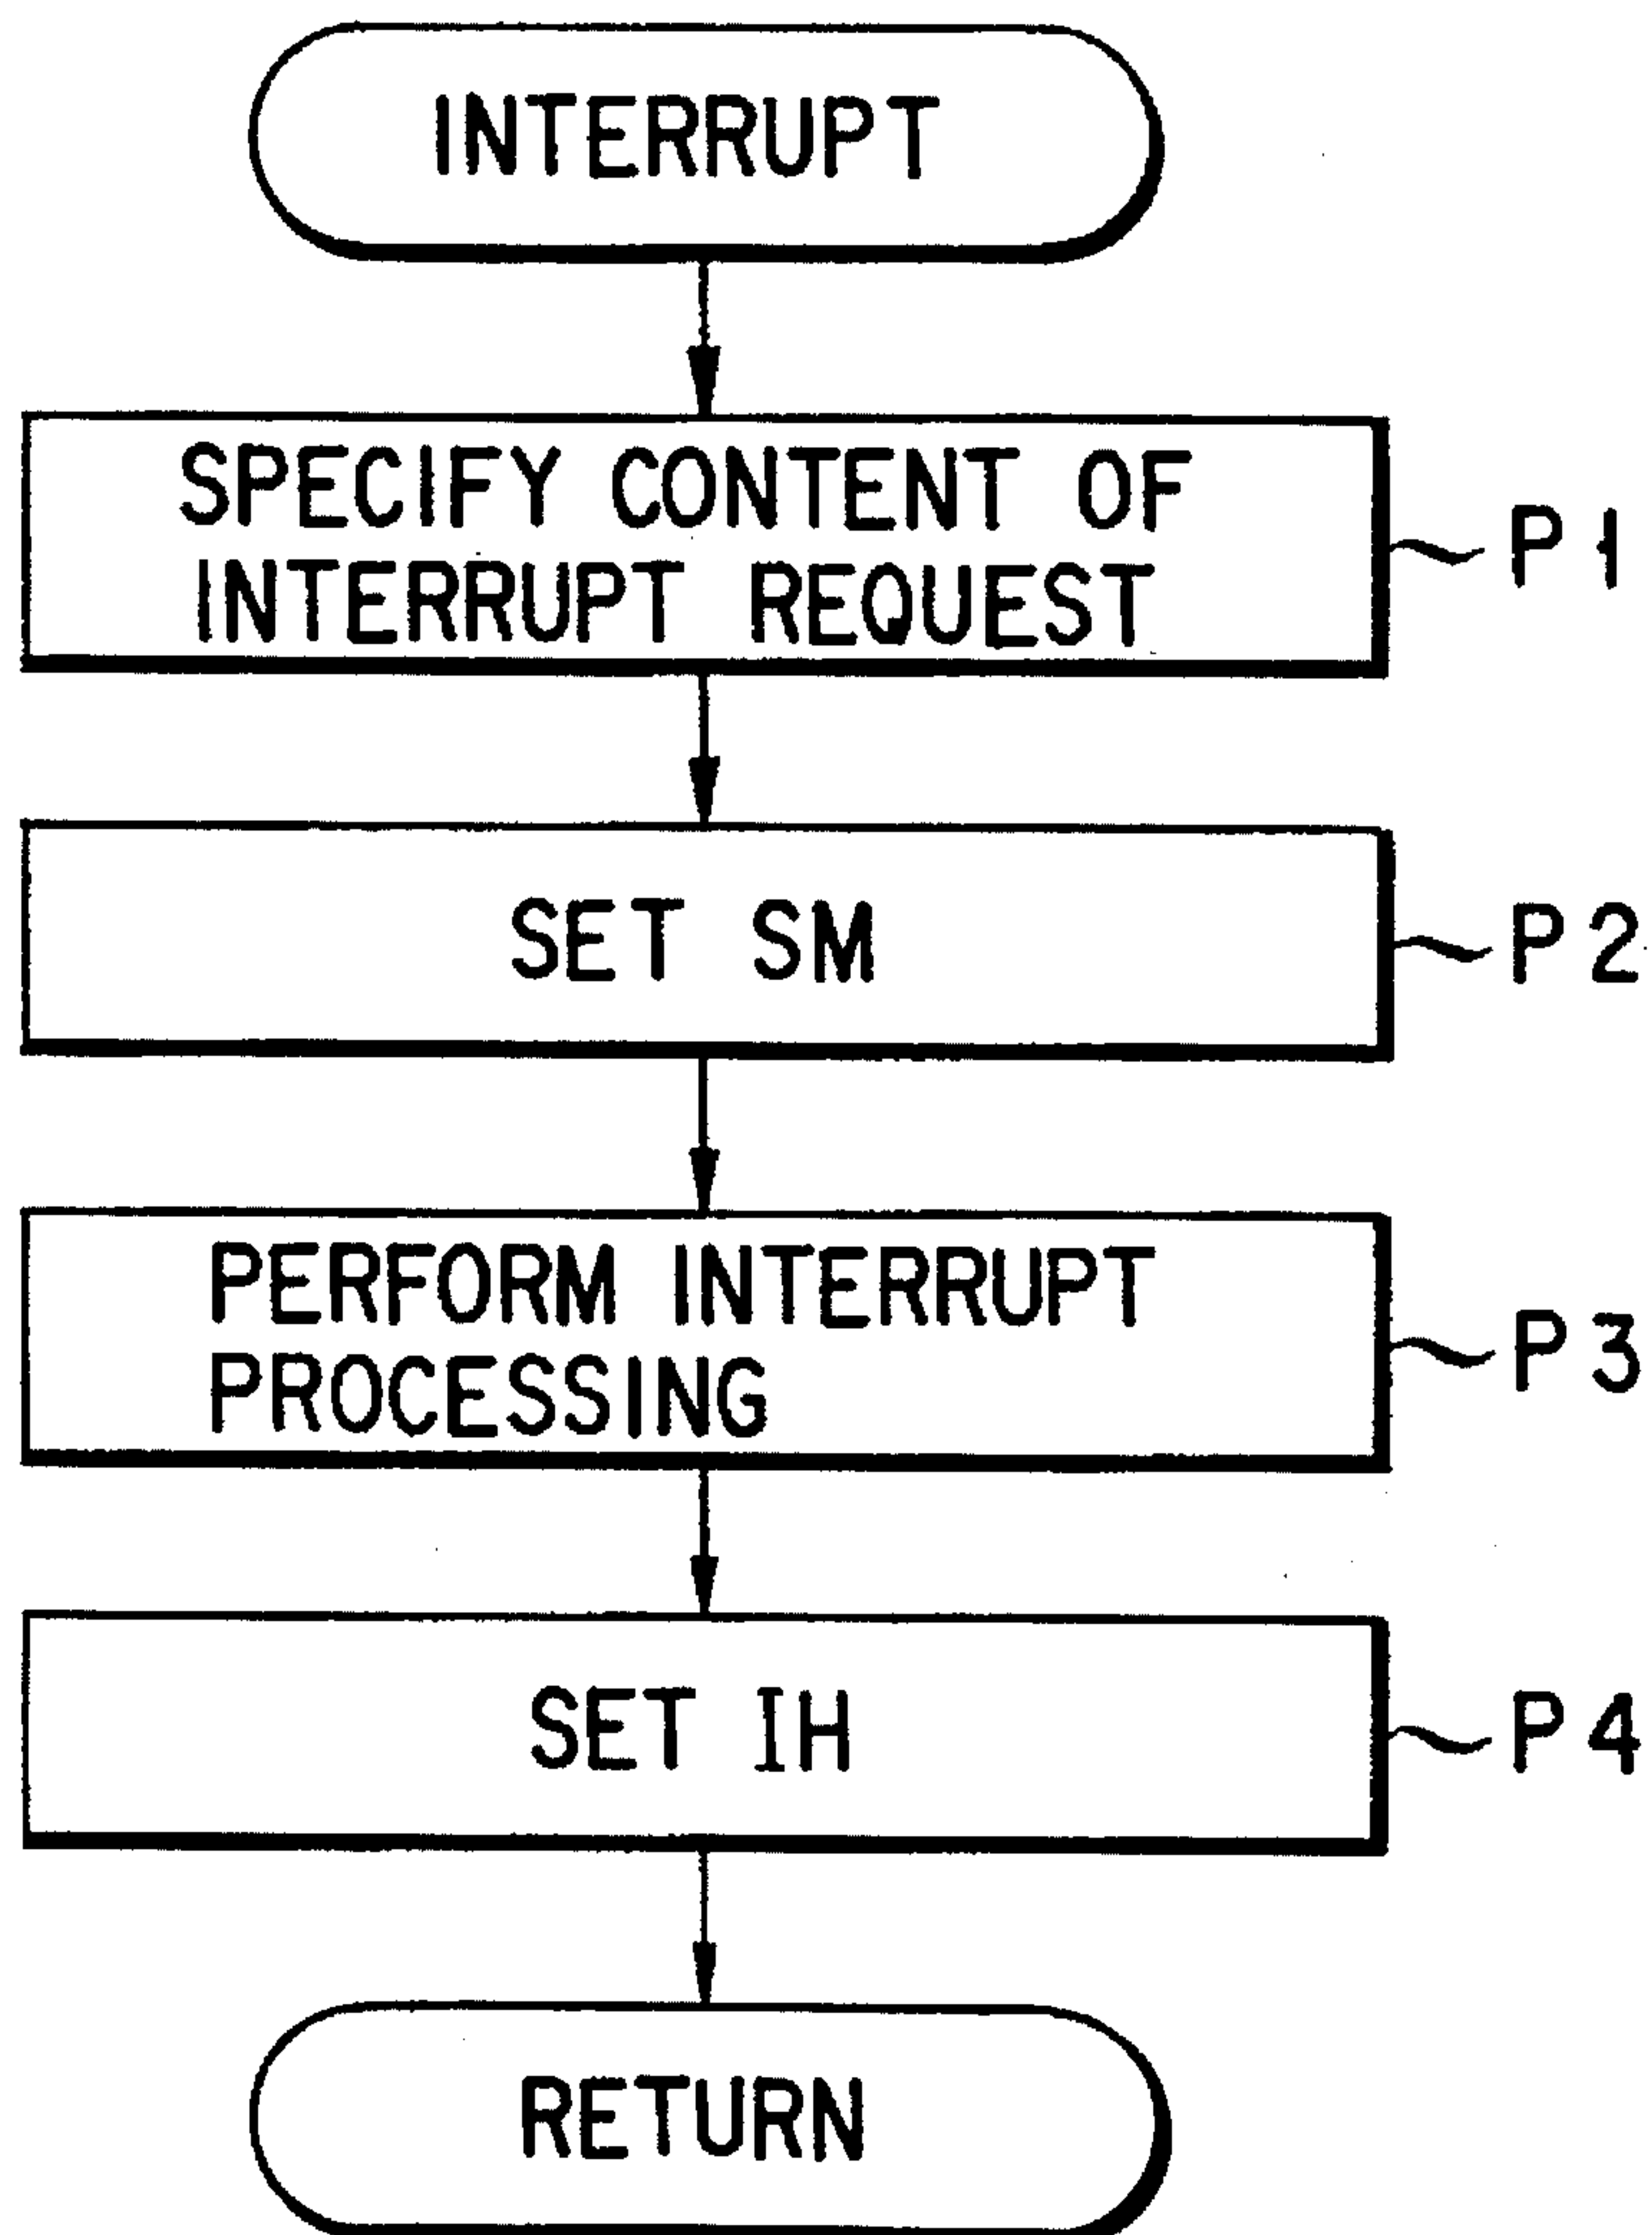 INTERRUPT
SPECIFY CONTENT OF
INTERRUPT REQUEST
P1
SET SM
P2
PERFORM INTERRUPT
PROCESSING
P3
SET IH
P4
RETURN